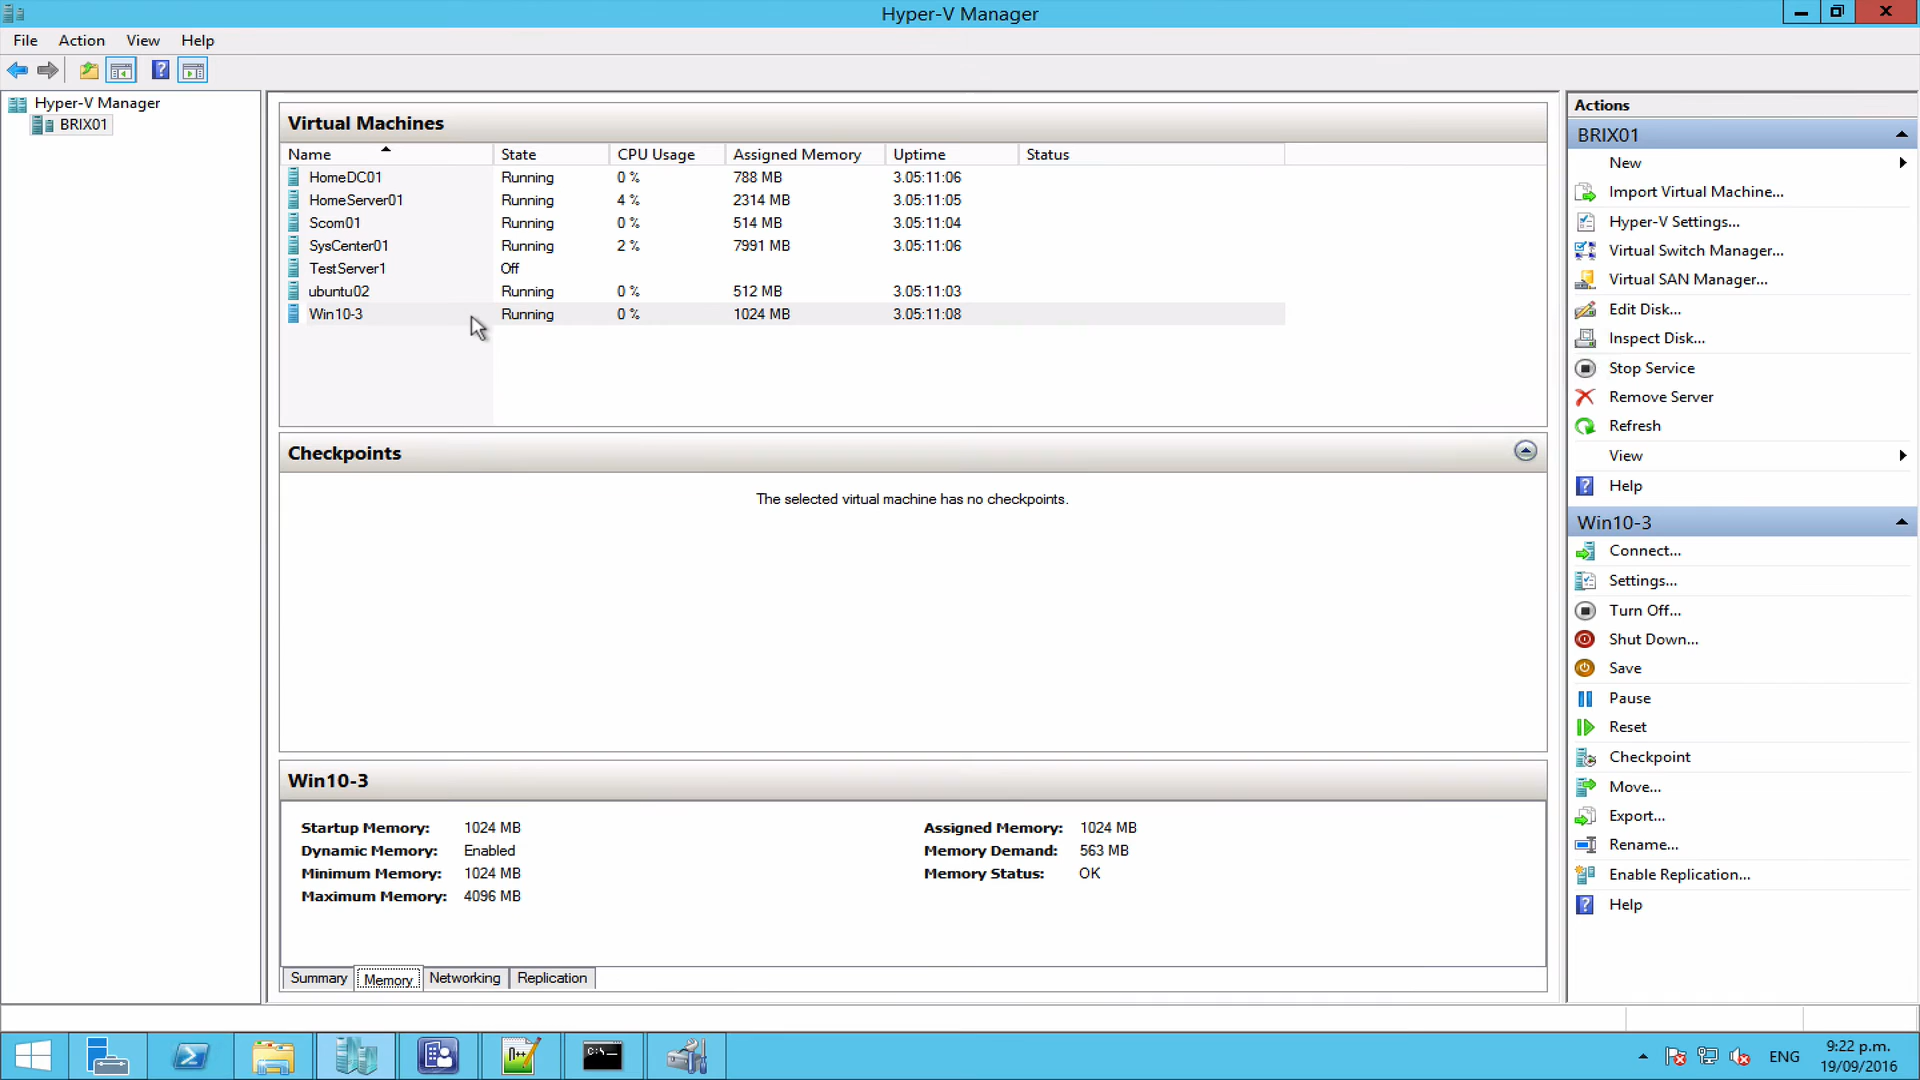 Hyper-V Manager
File Action View Help
Hyper-V Manager
BRIX01
Virtual Machines
Name State CPU Usage Assigned Memory Uptime Status
HomeDC01 Running 0 % 788 MB 3.05:11:06
HomeServer01 Running 4 % 2314 MB 3.05:11:05
Scom01 Running 0 % 514 MB 3.05:11:04
SysCenter01 Running 2 % 7991 MB 3.05:11:06
TestServer1 Off
ubuntu02 Running 0 % 512 MB 3.05:11:03
Win10-3 Running 0 % 1024 MB 3.05:11:08
Checkpoints
The selected virtual machine has no checkpoints.
Win10-3
Startup Memory: 1024 MB Assigned Memory: 1024 MB
Dynamic Memory: Enabled Memory Demand: 563 MB
Minimum Memory: 1024 MB Memory Status: OK
Maximum Memory: 4096 MB
Summary Memory Networking Replication
Actions
BRIX01
New
Import Virtual Machine...
Hyper-V Settings...
Virtual Switch Manager...
Virtual SAN Manager...
Edit Disk...
Inspect Disk...
Stop Service
Remove Server
Refresh
View
Help
Win10-3
Connect...
Settings...
Turn Off...
Shut Down...
Save
Pause
Reset
Checkpoint
Move...
Export...
Rename...
Enable Replication...
Help
ENG
9:22 p.m.
19/09/2016